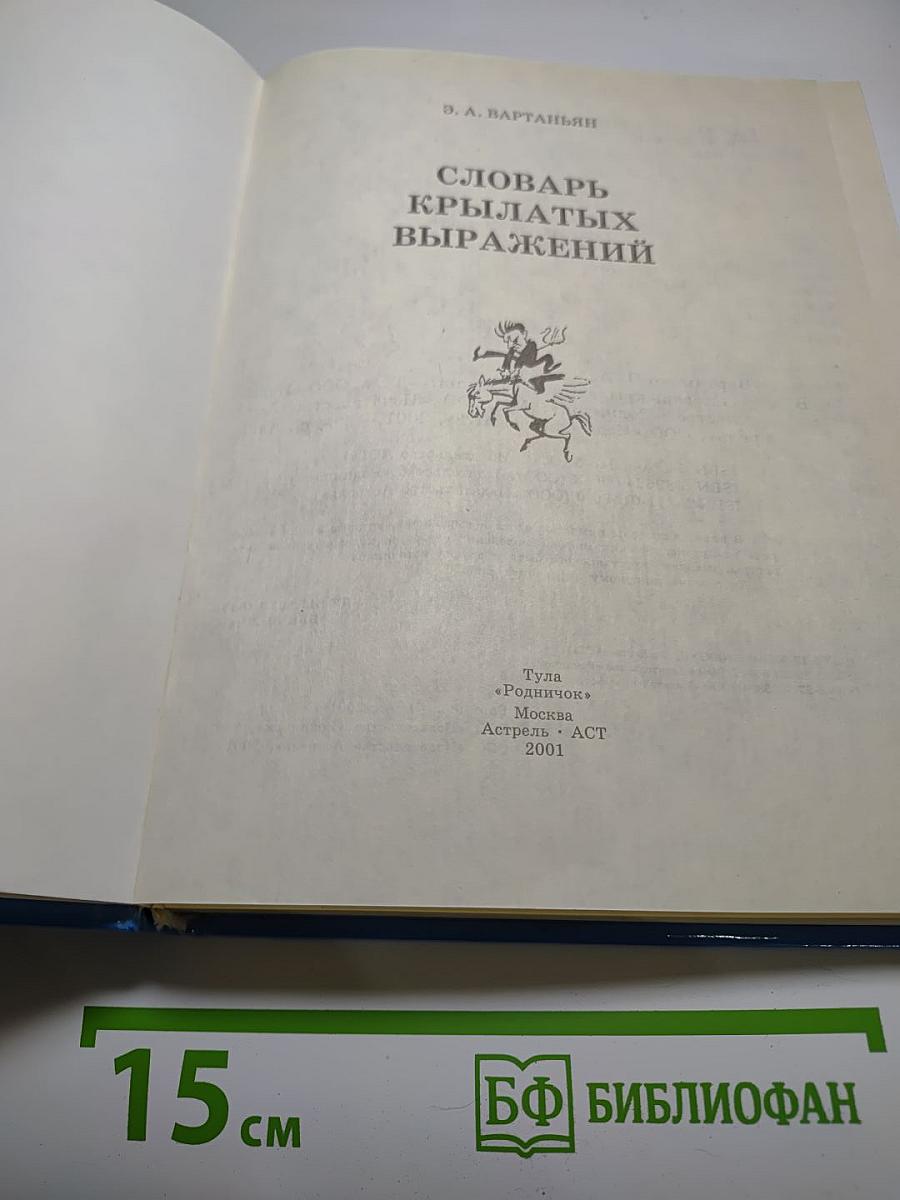 Э. А. ВАРТАНЬЯН
СЛОВАРЬ
КРЫЛАТЫХ
ВЫРАЖЕНИЙ
Тула
«Родничок»
Москва
Астрель · АСТ
2001
15 см
БФ БИБЛИОФАН